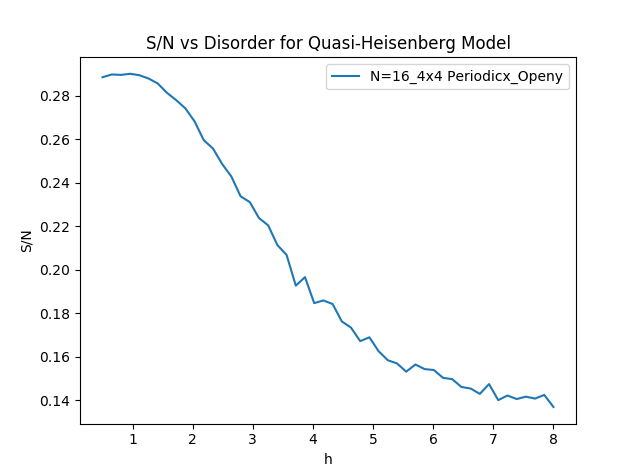 S/N vs Disorder for Quasi-Heisenberg Model
N=16_4x4 Periodicx_Openy
0.28
0.26
0.24
0.22
0.20
0.18
0.16
0.14
S/N
1 2 3 4 5 6 7 8
h